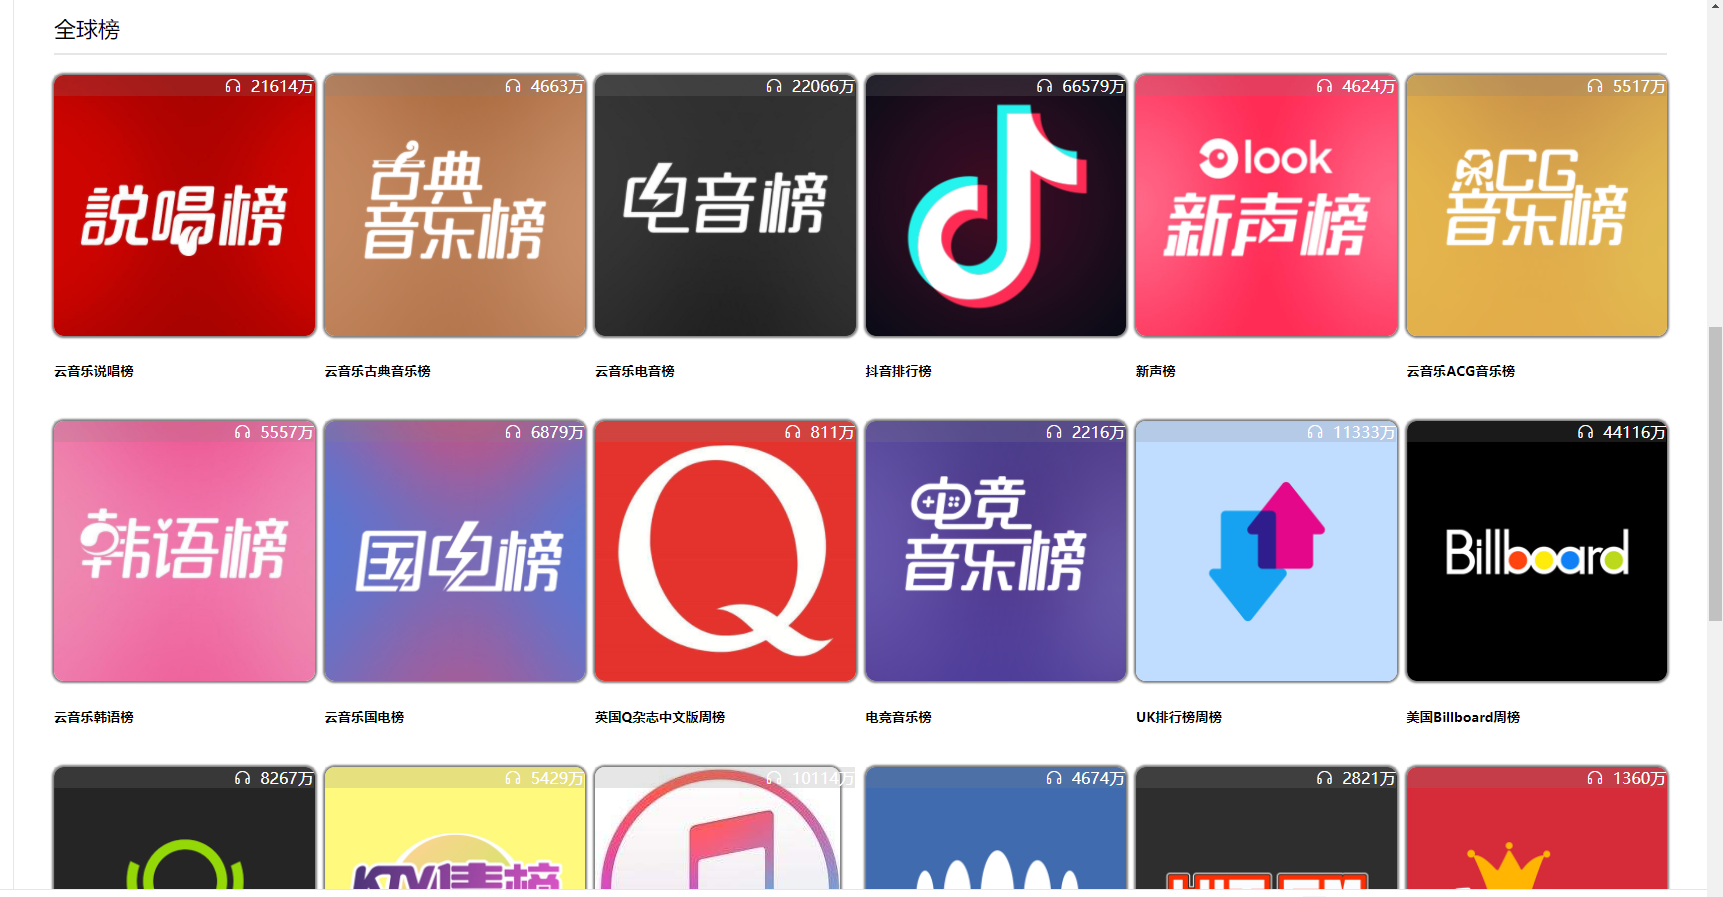 全球榜
21614万
4663万
22066万
66579万
4624万
5517万
説唱榜
古典
音乐榜
电音榜
look
新声榜
ACG
音乐榜
云音乐说唱榜
云音乐古典音乐榜
云音乐电音榜
抖音排行榜
新声榜
云音乐ACG音乐榜
5557万
6879万
811万
2216万
11333万
44116万
韩语榜
国电榜
Q
电竞
音乐榜
Billboard
云音乐韩语榜
云音乐国电榜
英国Q杂志中文版周榜
电竞音乐榜
UK排行榜周榜
美国Billboard周榜
8267万
5429万
10114万
4674万
2821万
1360万